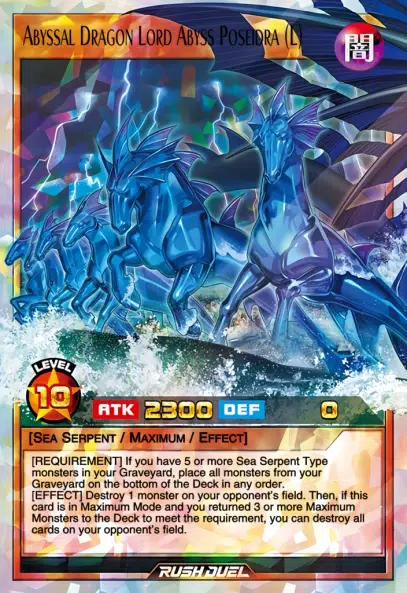 Abyssal Dragon Lord Abyss Poseidra (L)
闇
LEVEL
10
ATK 2300 DEF 0
[Sea Serpent / Maximum / Effect]
[REQUIREMENT] If you have 5 or more Sea Serpent Type
monsters in your Graveyard, place all monsters from your
Graveyard on the bottom of the Deck in any order.
[EFFECT] Destroy 1 monster on your opponent's field. Then, if this
card is in Maximum Mode and you returned 3 or more Maximum
Monsters to the Deck to meet the requirement, you can destroy all
cards on your opponent's field.
RUSH DUEL